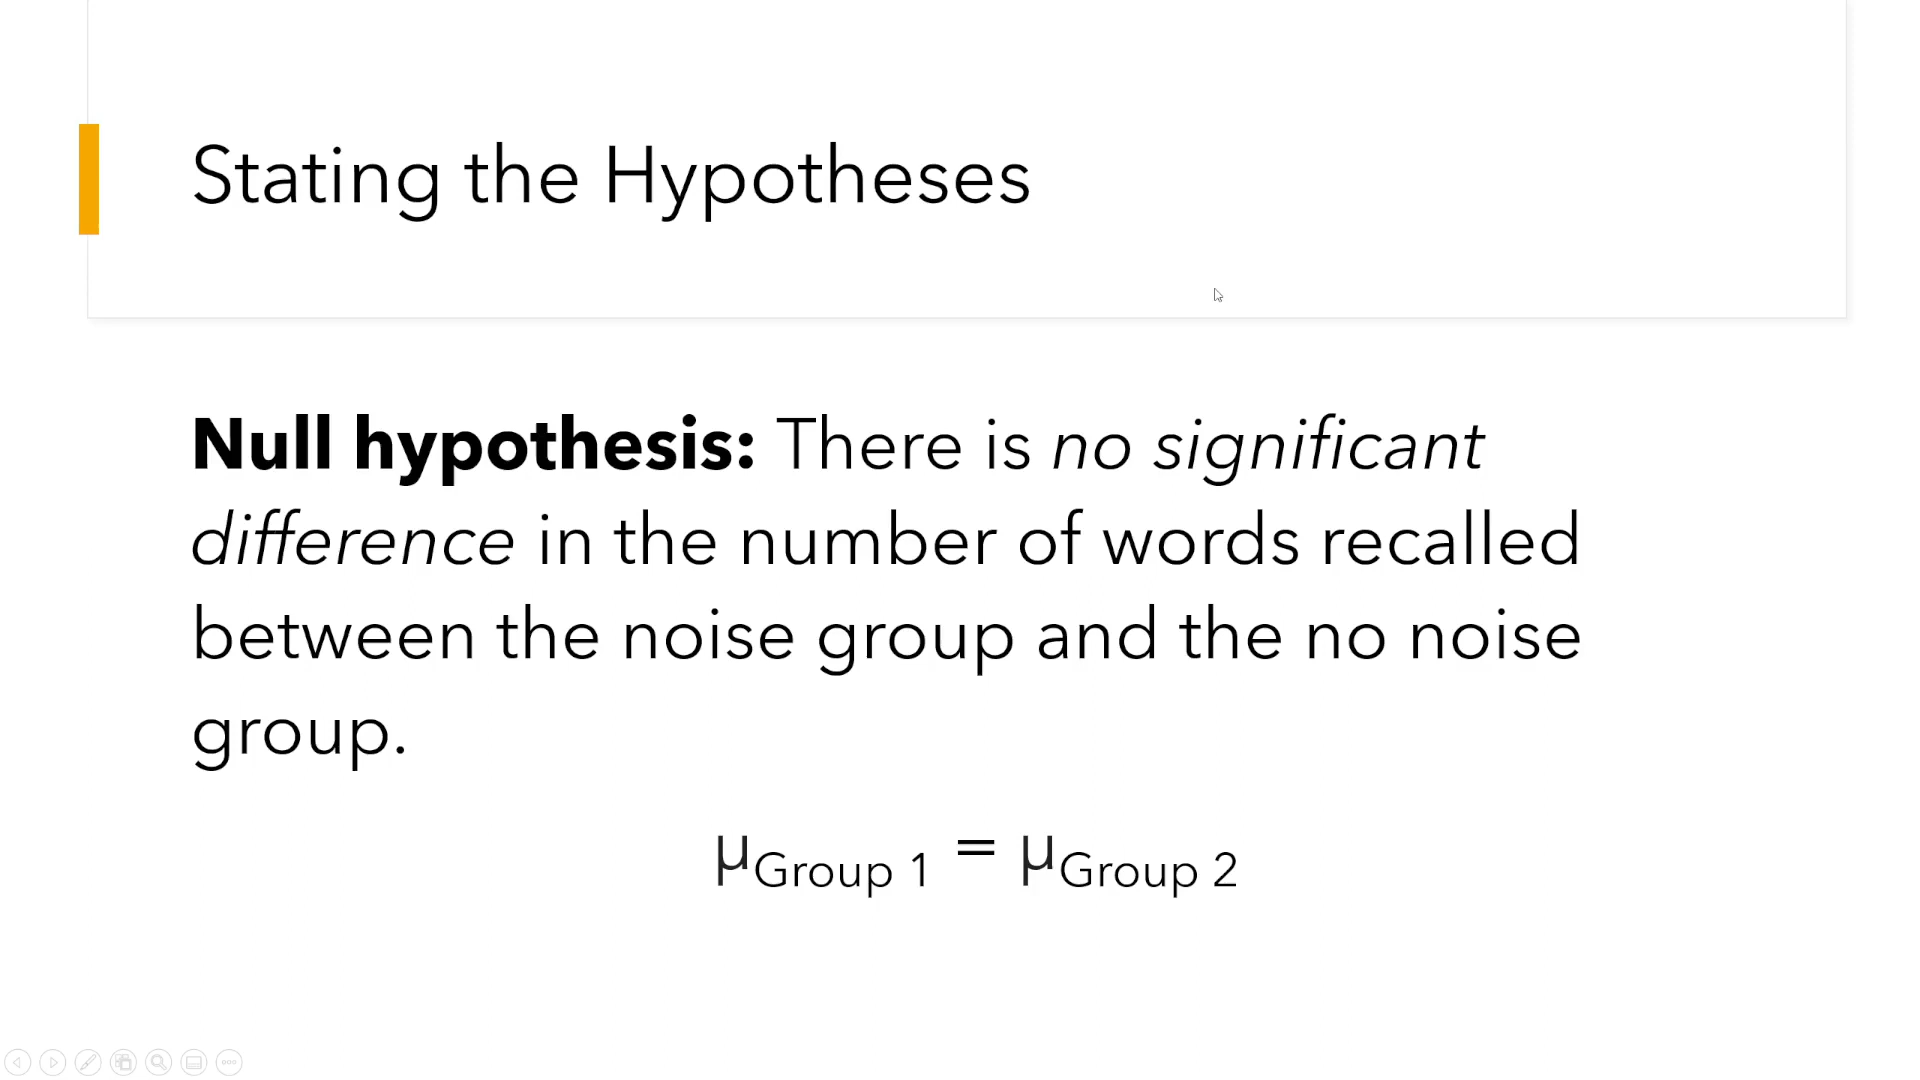 Stating the Hypotheses
Null hypothesis: There is no significant
difference in the number of words recalled
between the noise group and the no noise
group.
μGroup 1 = μGroup 2